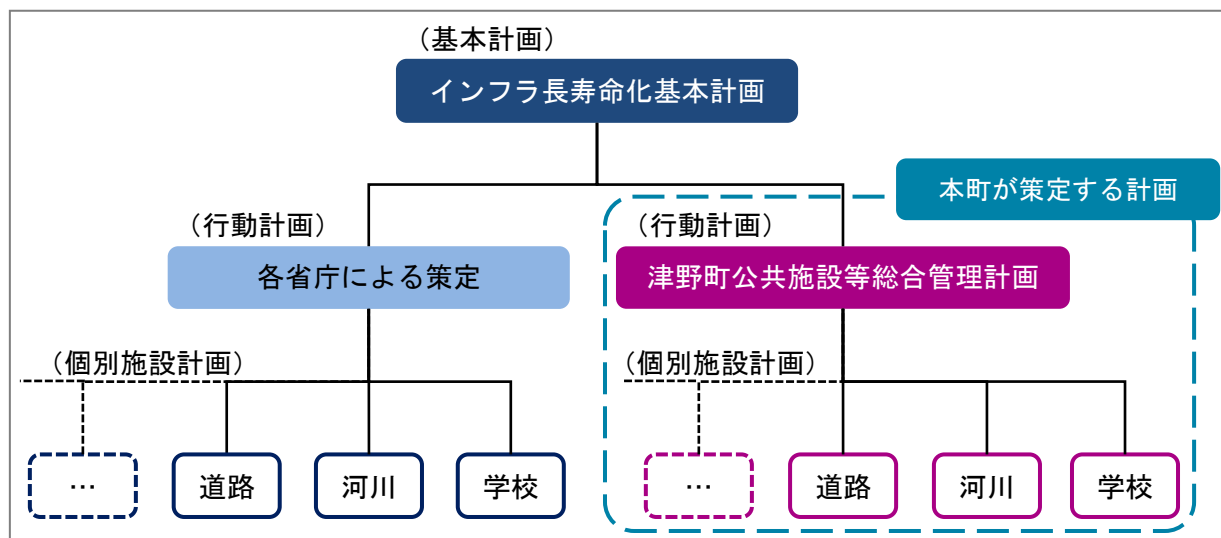 （基本計画）
インフラ長寿命化基本計画
本町が策定する計画
（行動計画）
各省庁による策定
（行動計画）
津野町公共施設等総合管理計画
（個別施設計画）
…
道路
河川
学校
（個別施設計画）
…
道路
河川
学校